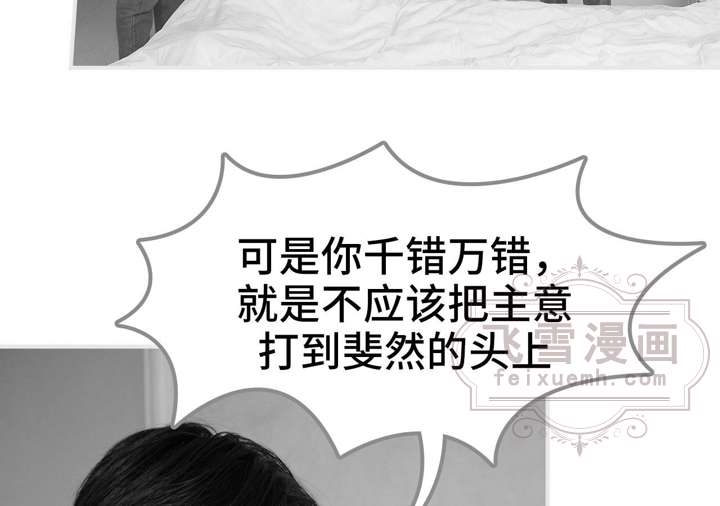 可是你千错万错，
就是不应该把主意
打到斐然的头上
飞雪漫画
feixuemh.com